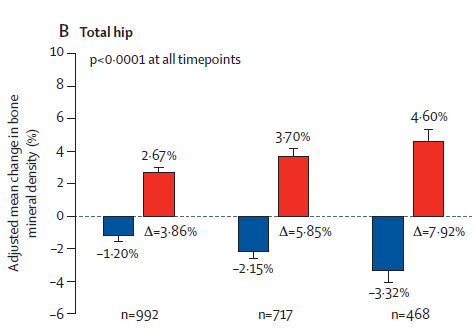 B Total hip
p<0·0001 at all timepoints
Adjusted mean change in bone
mineral density (%)
10
8
6
4
2
0
−2
−4
−6
−1·20%
2·67%
Δ=3·86%
n=992
−2·15%
3·70%
Δ=5·85%
n=717
−3·32%
4·60%
Δ=7·92%
n=468